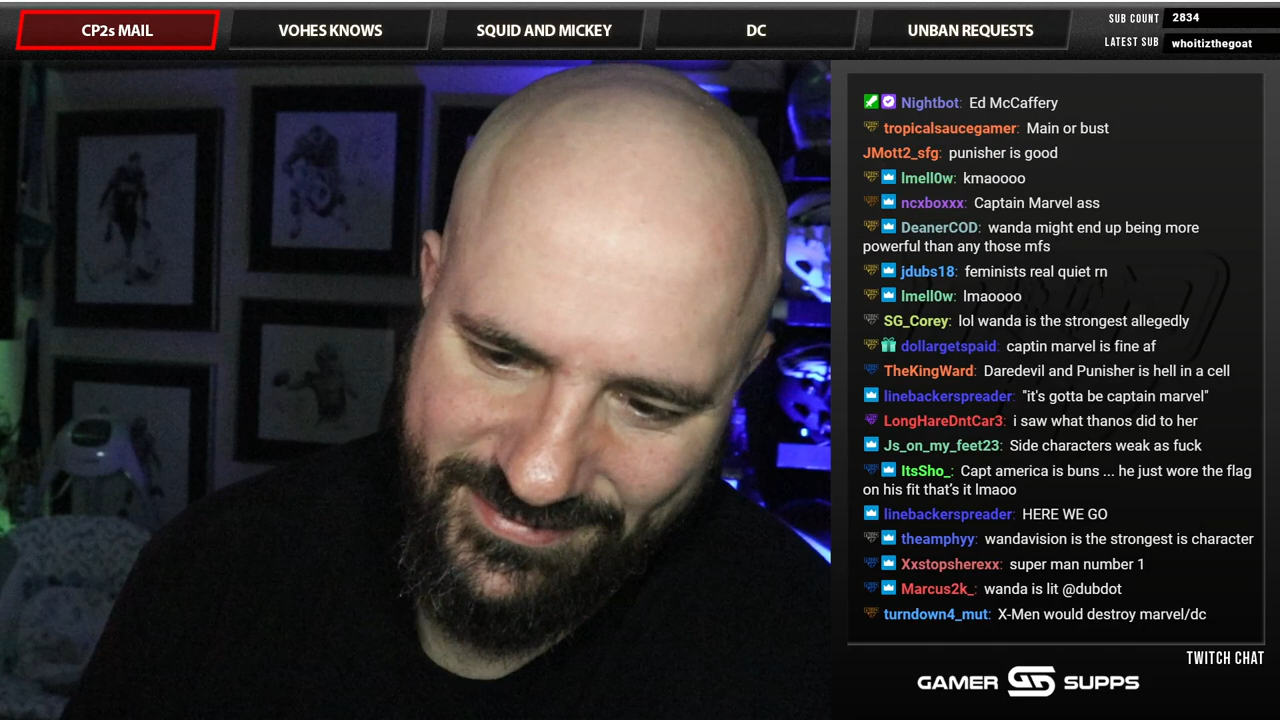 CP2s MAIL
VOHES KNOWS
SQUID AND MICKEY
DC
UNBAN REQUESTS
SUB COUNT 2834
LATEST SUB whoitizthegoat
Nightbot: Ed McCaffery
tropicalsaucegamer: Main or bust
JMott2_sfg: punisher is good
lmell0w: kmaoooo
ncxboxxx: Captain Marvel ass
DeanerCOD: wanda might end up being more
powerful than any those mfs
jdubs18: feminists real quiet rn
lmell0w: lmaoooo
SG_Corey: lol wanda is the strongest allegedly
dollargetspaid: captin marvel is fine af
TheKingWard: Daredevil and Punisher is hell in a cell
linebackerspreader: "it's gotta be captain marvel"
LongHareDntCar3: i saw what thanos did to her
Js_on_my_feet23: Side characters weak as fuck
ItsSho_: Capt america is buns ... he just wore the flag
on his fit that's it lmaoo
linebackerspreader: HERE WE GO
theamphyy: wandavision is the strongest is character
Xxstopsherexx: super man number 1
Marcus2k_: wanda is lit @dubdot
turndown4_mut: X-Men would destroy marvel/dc
TWITCH CHAT
GAMER SUPPS